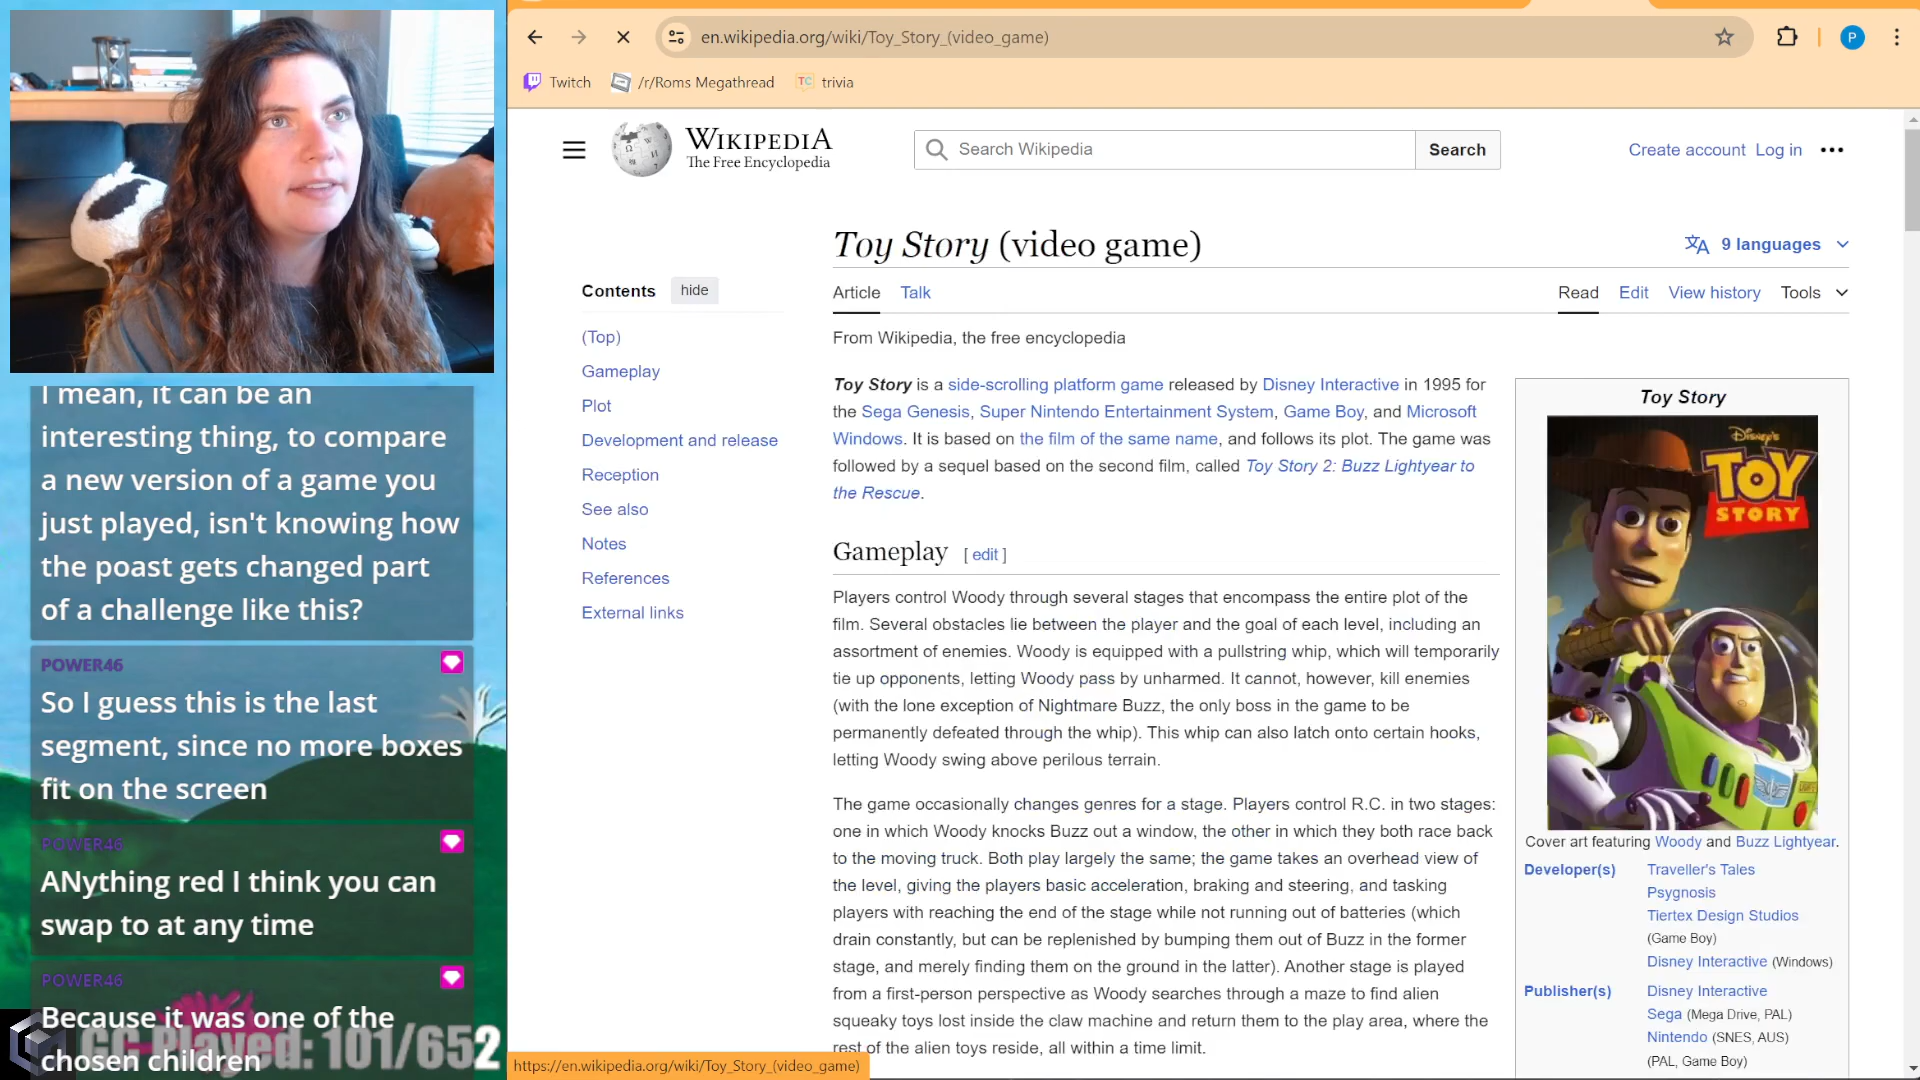 en.wikipedia.org/wiki/Toy_Story_(video_game)
P
Twitch
/r/Roms Megathread
TC trivia
WIKIPEDIA
The Free Encyclopedia
Search Wikipedia
Search
Create account Log in
Toy Story (video game)
9 languages
Contents hide
Article Talk
Read Edit View history Tools
(Top)
Gameplay
Plot
Development and release
Reception
See also
Notes
References
External links
From Wikipedia, the free encyclopedia
Toy Story is a side-scrolling platform game released by Disney Interactive in 1995 for
the Sega Genesis, Super Nintendo Entertainment System, Game Boy, and Microsoft
Windows. It is based on the film of the same name, and follows its plot. The game was
followed by a sequel based on the second film, called Toy Story 2: Buzz Lightyear to
the Rescue.
Gameplay [ edit ]
Players control Woody through several stages that encompass the entire plot of the
film. Several obstacles lie between the player and the goal of each level, including an
assortment of enemies. Woody is equipped with a pullstring whip, which will temporarily
tie up opponents, letting Woody pass by unharmed. It cannot, however, kill enemies
(with the lone exception of Nightmare Buzz, the only boss in the game to be
permanently defeated through the whip). This whip can also latch onto certain hooks,
letting Woody swing above perilous terrain.
The game occasionally changes genres for a stage. Players control R.C. in two stages:
one in which Woody knocks Buzz out a window, the other in which they both race back
to the moving truck. Both play largely the same; the game takes an overhead view of
the level, giving the players basic acceleration, braking and steering, and tasking
players with reaching the end of the stage while not running out of batteries (which
drain constantly, but can be replenished by bumping them out of Buzz in the former
stage, and merely finding them on the ground in the latter). Another stage is played
from a first-person perspective as Woody searches through a maze to find alien
squeaky toys lost inside the claw machine and return them to the play area, where the
rest of the alien toys reside, all within a time limit.
Toy Story
Disney's
TOY
STORY
Cover art featuring Woody and Buzz Lightyear.
Developer(s) Traveller's Tales
Psygnosis
Tiertex Design Studios
(Game Boy)
Disney Interactive (Windows)
Publisher(s) Disney Interactive
Sega (Mega Drive, PAL)
Nintendo (SNES, AUS)
(PAL, Game Boy)
https://en.wikipedia.org/wiki/Toy_Story_(video_game)
I mean, it can be an
interesting thing, to compare
a new version of a game you
just played, isn't knowing how
the poast gets changed part
of a challenge like this?
POWER46
So I guess this is the last
segment, since no more boxes
fit on the screen
POWER46
ANything red I think you can
swap to at any time
POWER46
Because it was one of the
chosen children
GC Played: 101/652